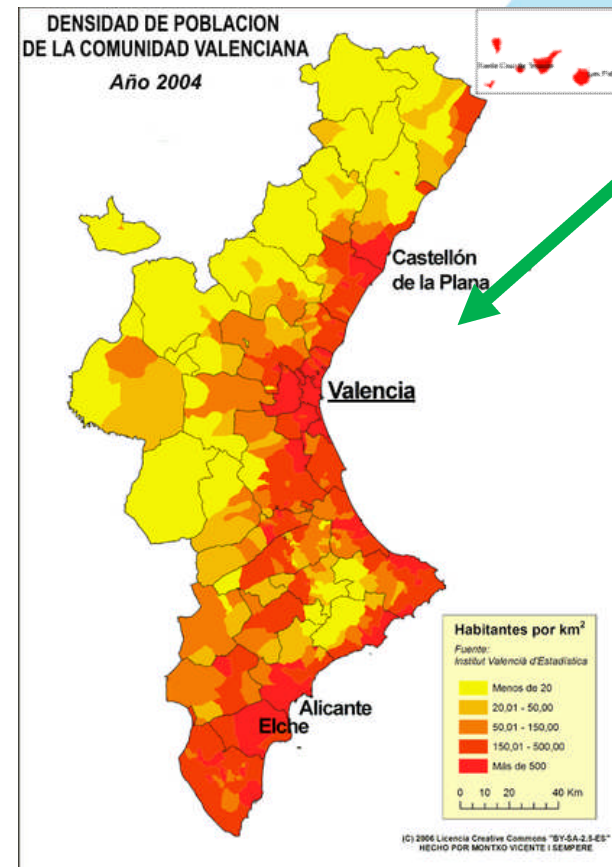 DENSIDAD DE POBLACION
DE LA COMUNIDAD VALENCIANA
Año 2004
Castellón
de la Plana
Valencia
Alicante
Elche
Habitantes por km²
Fuente:
Institut Valencià d'Estadística
Menos de 20
20,01 - 50,00
50,01 - 150,00
150,01 - 500,00
Más de 500
0 10 20 40 Km
(C) 2006 Licencia Creative Commons "BY-SA-2.5-ES"
HECHO POR MONTXO VICENTE I SEMPERE